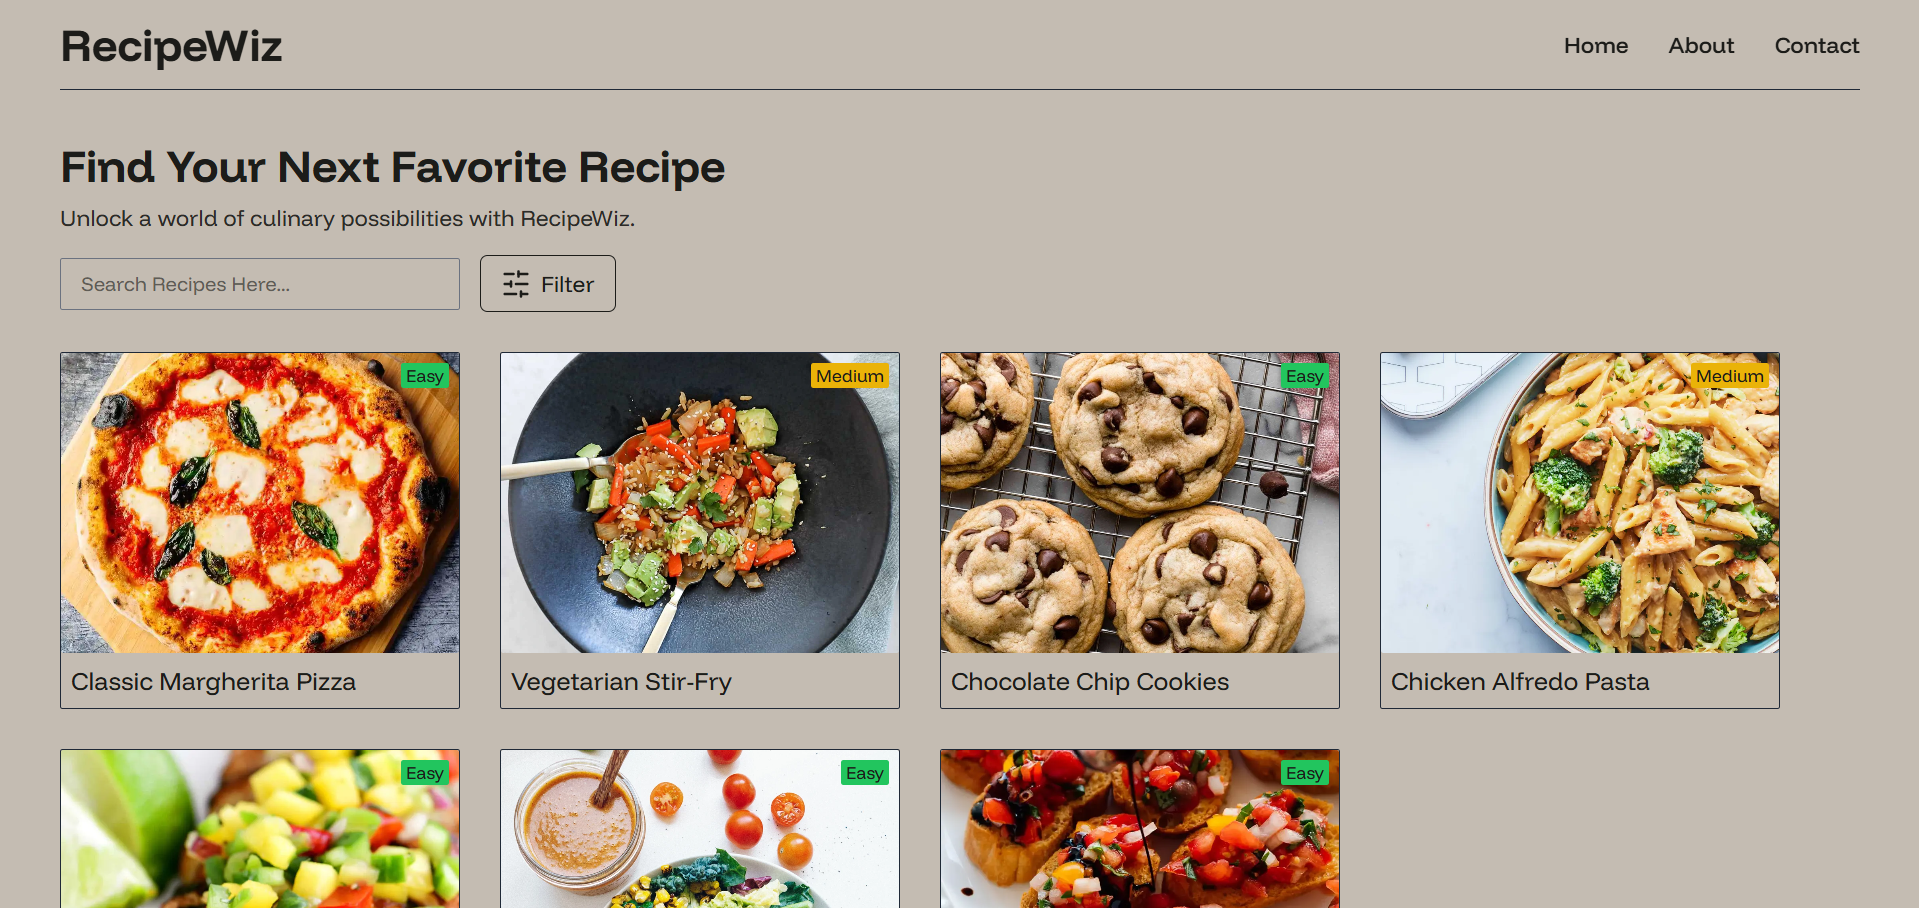 RecipeWiz
Home About Contact
Find Your Next Favorite Recipe
Unlock a world of culinary possibilities with RecipeWiz.
Search Recipes Here...
Filter
Easy
Classic Margherita Pizza
Medium
Vegetarian Stir-Fry
Easy
Chocolate Chip Cookies
Medium
Chicken Alfredo Pasta
Easy
Easy
Easy